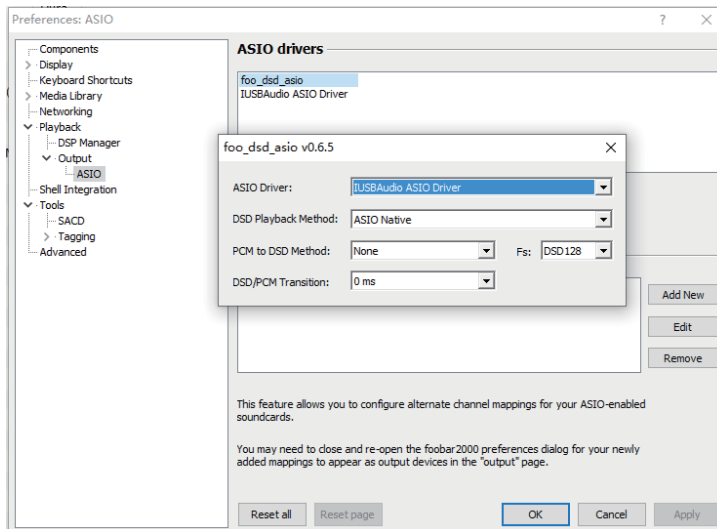 Preferences: ASIO
?
Components
Display
Keyboard Shortcuts
Media Library
Networking
Playback
DSP Manager
Output
ASIO
Shell Integration
Tools
SACD
Tagging
Advanced
ASIO drivers
foo_dsd_asio
IUSBAudio ASIO Driver
foo_dsd_asio v0.6.5
ASIO Driver: IUSBAudio ASIO Driver
DSD Playback Method: ASIO Native
PCM to DSD Method: None Fs: DSD128
DSD/PCM Transition: 0 ms
Add New
Edit
Remove
This feature allows you to configure alternate channel mappings for your ASIO-enabled
soundcards.
You may need to close and re-open the foobar2000 preferences dialog for your newly
added mappings to appear as output devices in the "output" page.
Reset all Reset page OK Cancel Apply